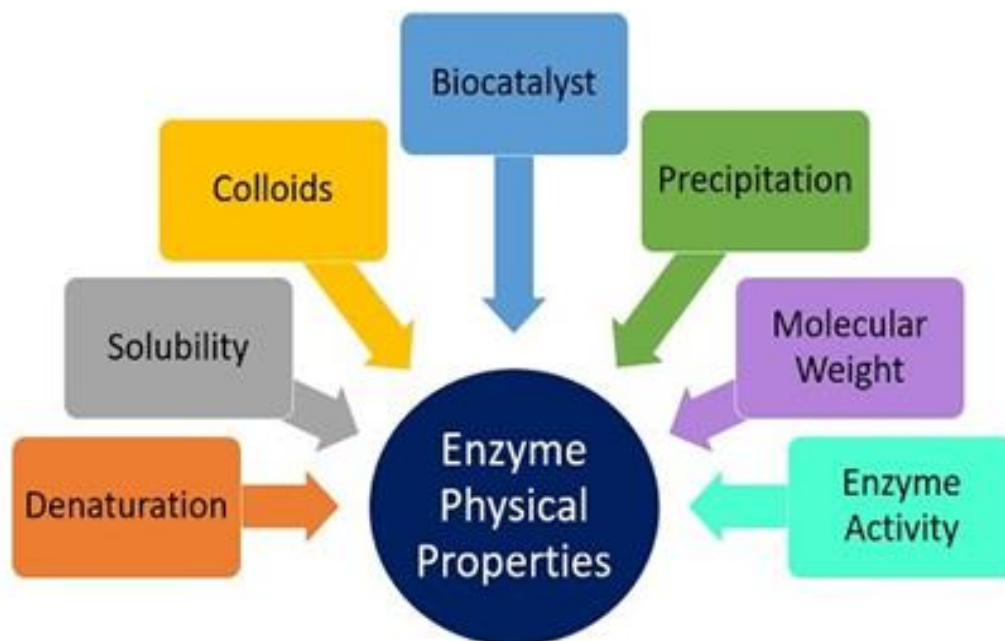 Biocatalyst
Colloids
Precipitation
Solubility
Molecular
Weight
Denaturation
Enzyme
Physical
Properties
Enzyme
Activity